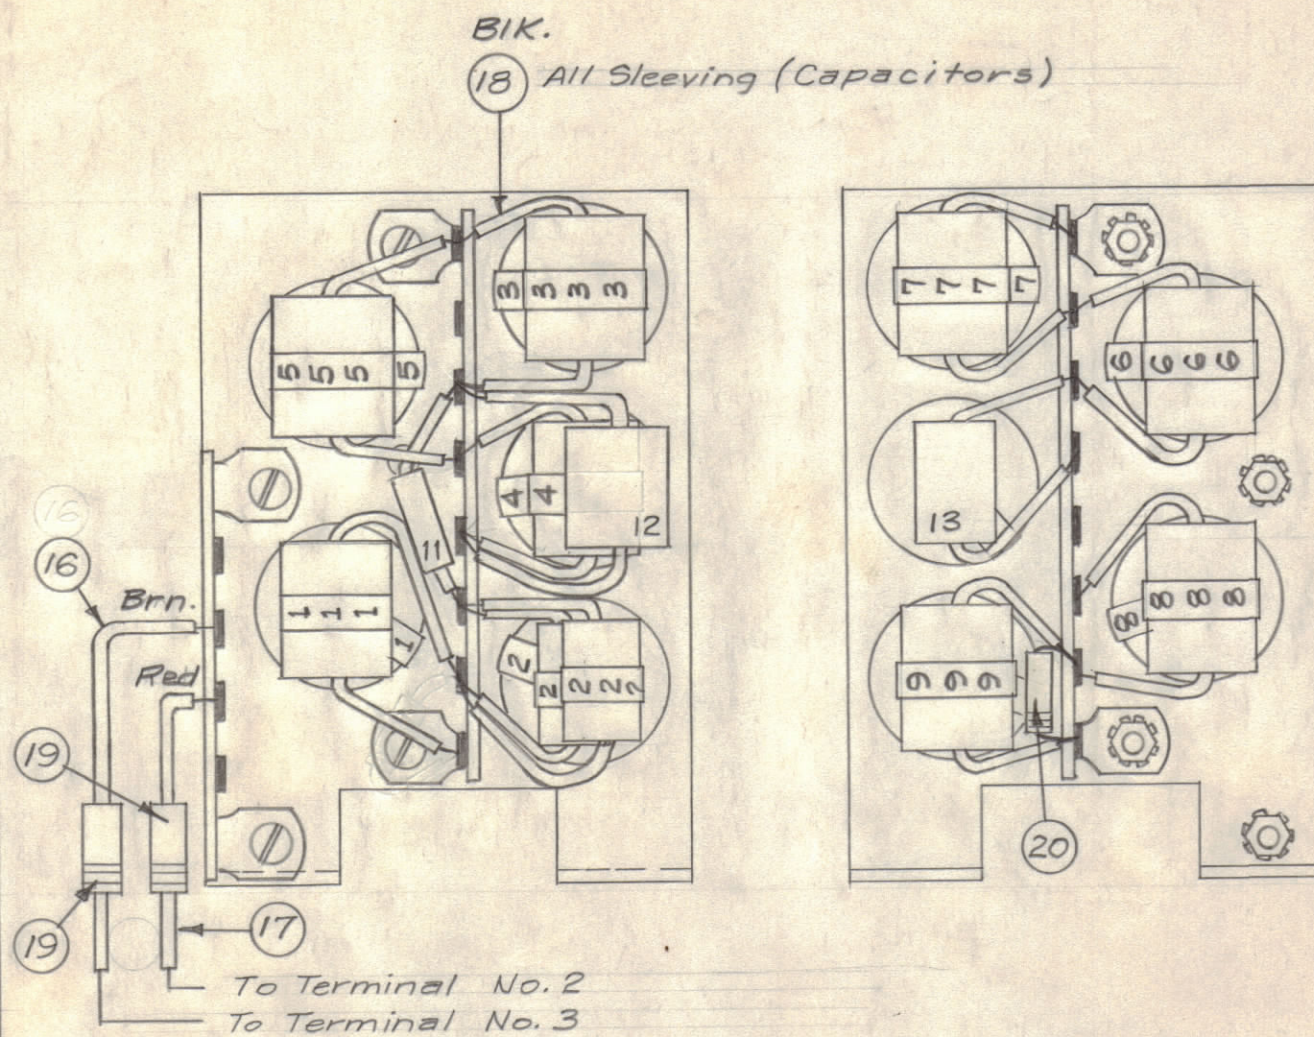 Blk.
18 All Sleeving (Capacitors)
3 3 3 3
7 7 7 7
5 5 5 5
6 6 6 6
4 4
12
13
16
16
11
Brn.
1 1 1 1
8 8 8 8
Red
2 2 2 2 2
9 9 9
19
20
19
17
To Terminal No. 2
To Terminal No. 3